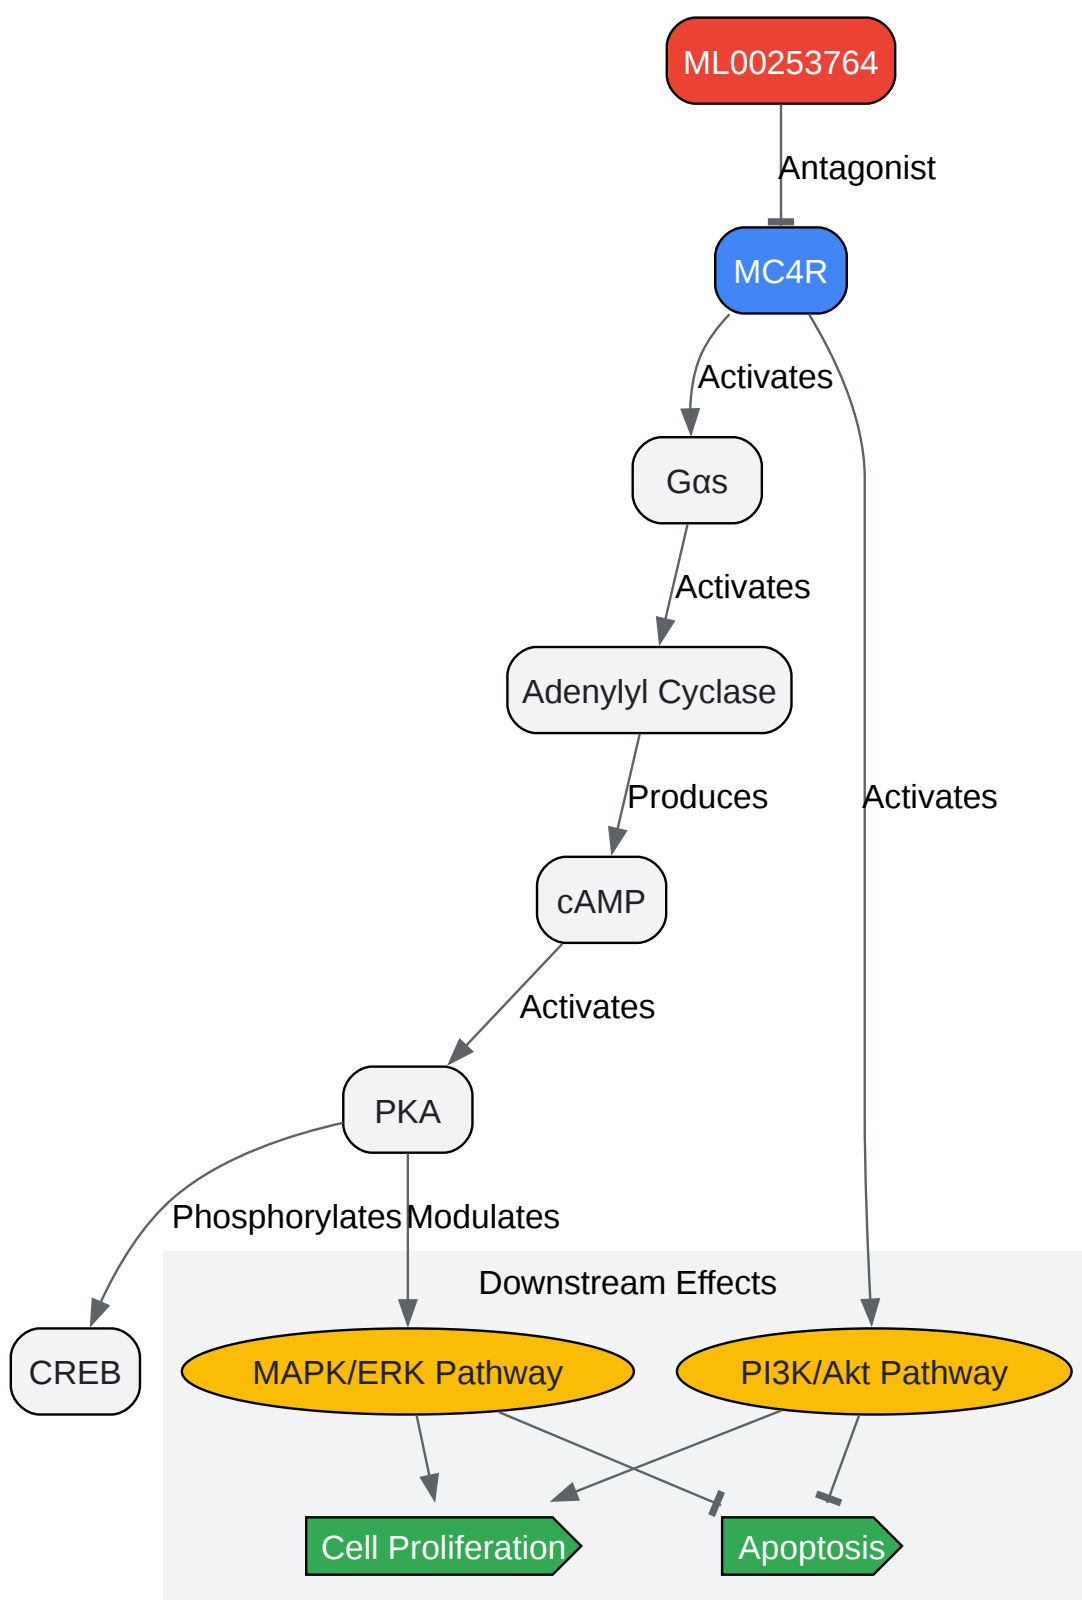 ML00253764
Antagonist
MC4R
Activates
Gαs
Activates
Adenylyl Cyclase
Produces
Activates
cAMP
Activates
PKA
Phosphorylates
Modulates
Downstream Effects
CREB
MAPK/ERK Pathway
PI3K/Akt Pathway
Cell Proliferation
Apoptosis